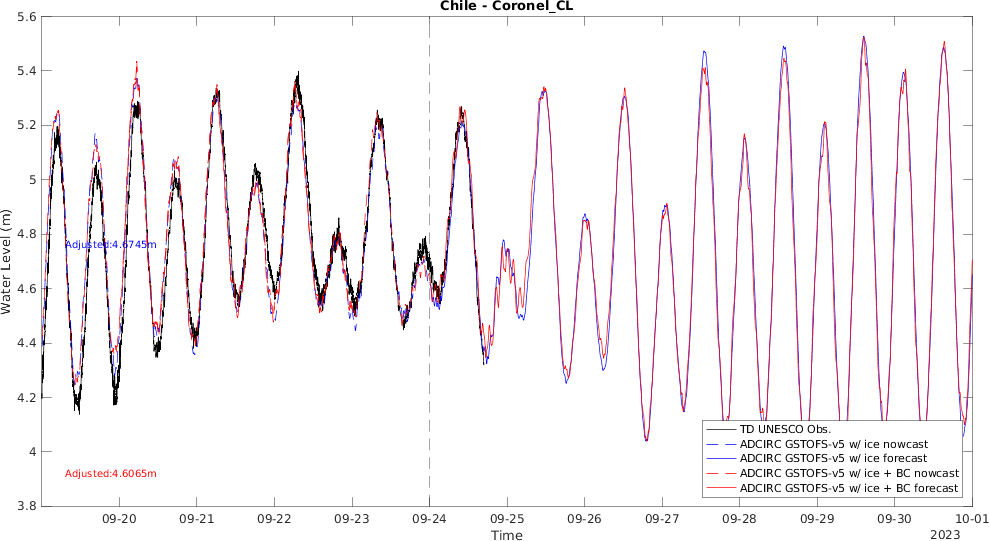 Chile - Coronel_CL
5.6
5.4
5.2
5
4.8
4.6
4.4
4.2
4
3.8
Water Level (m)
Adjusted:4.6745m
Adjusted:4.6065m
TD UNESCO Obs.
ADCIRC GSTOFS-v5 w/ ice nowcast
ADCIRC GSTOFS-v5 w/ ice forecast
ADCIRC GSTOFS-v5 w/ ice + BC nowcast
ADCIRC GSTOFS-v5 w/ ice + BC forecast
09-20 09-21 09-22 09-23 09-24 09-25 09-26 09-27 09-28 09-29 09-30 10-01
Time
2023